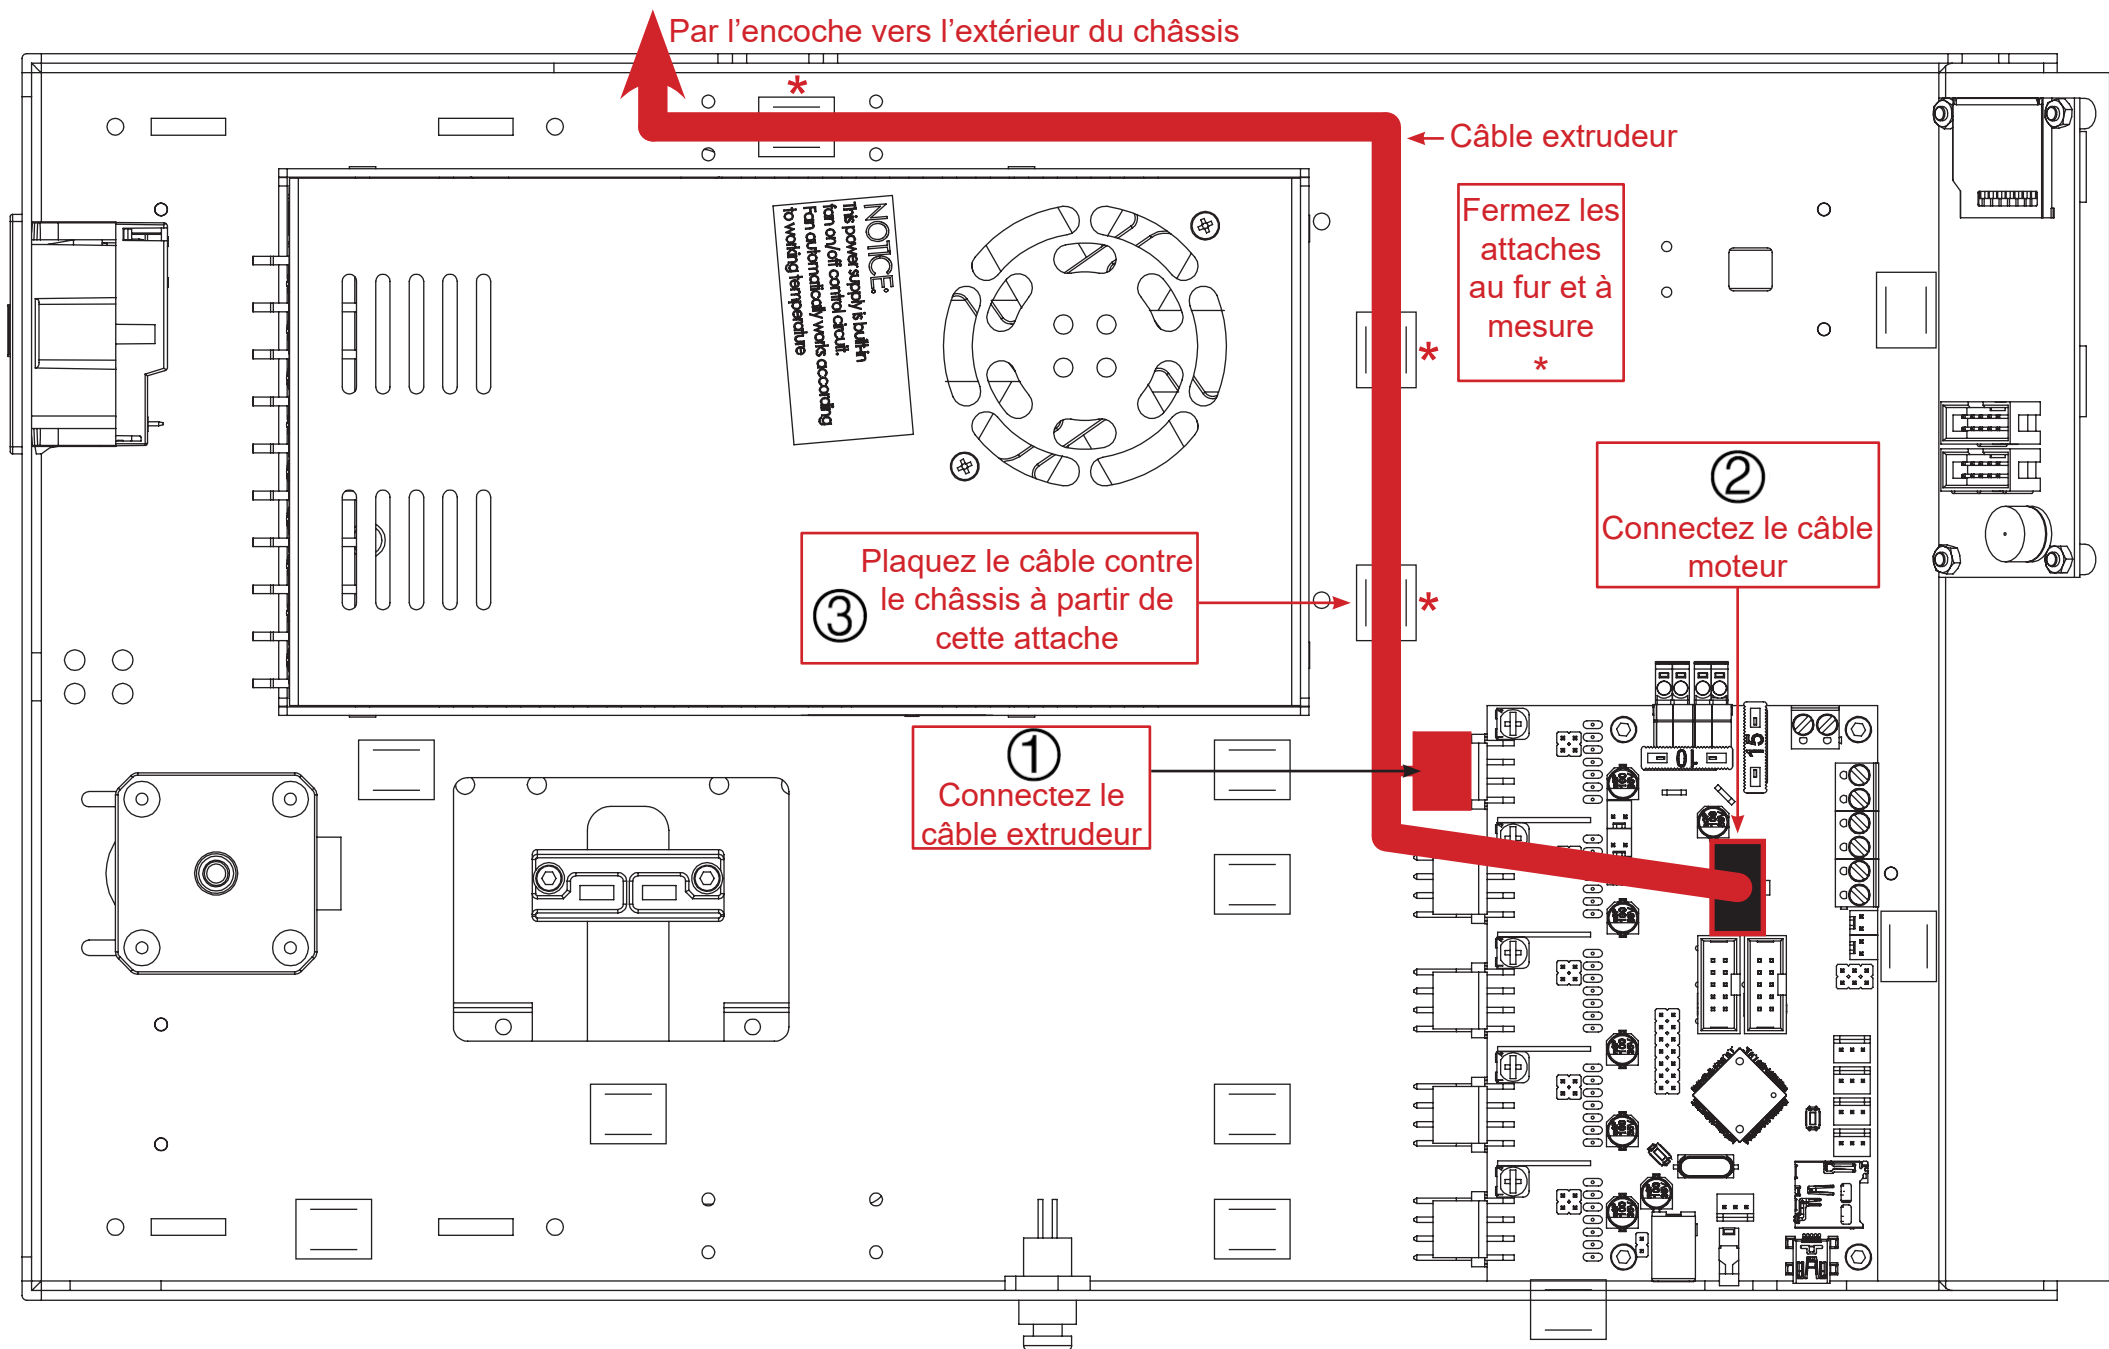 Par l’encoche vers l’extérieur du châssis
*
Câble extrudeur
Fermez les
attaches
au fur et à
mesure
*
NOTICE:
This power supply is built-in
fan on/off control circuit.
Fan automatically works according
to working temperature
*
②
Connectez le câble
moteur
③
Plaquez le câble contre
le châssis à partir de
cette attache
*
①
Connectez le
câble extrudeur
10
15